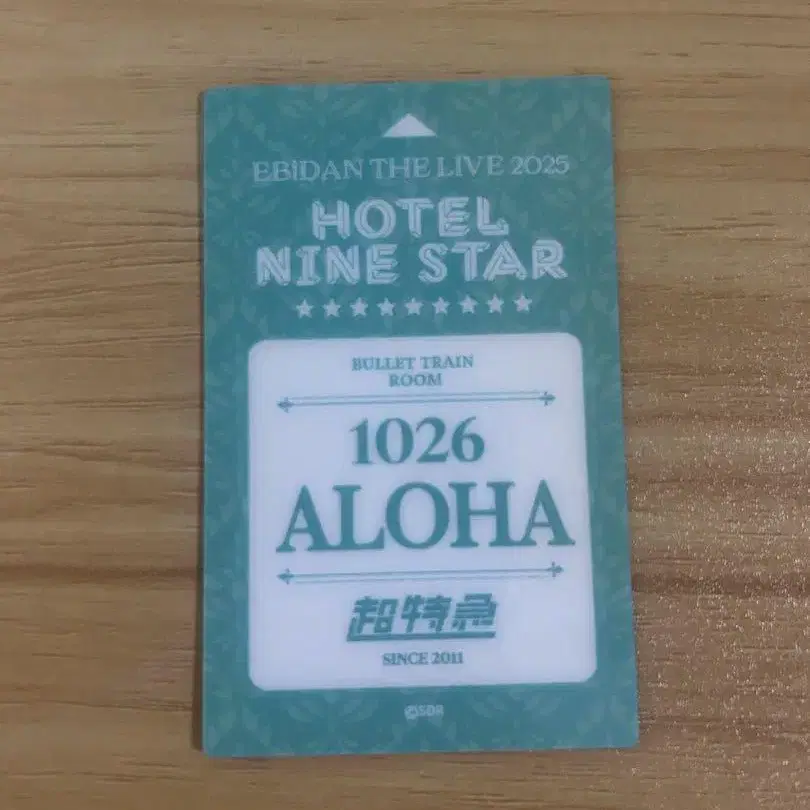 EBiDAN THE LIVE 2025
HOTEL
NINE STAR
BULLET TRAIN
ROOM
1026
ALOHA
超特急
SINCE 2011
©SDR